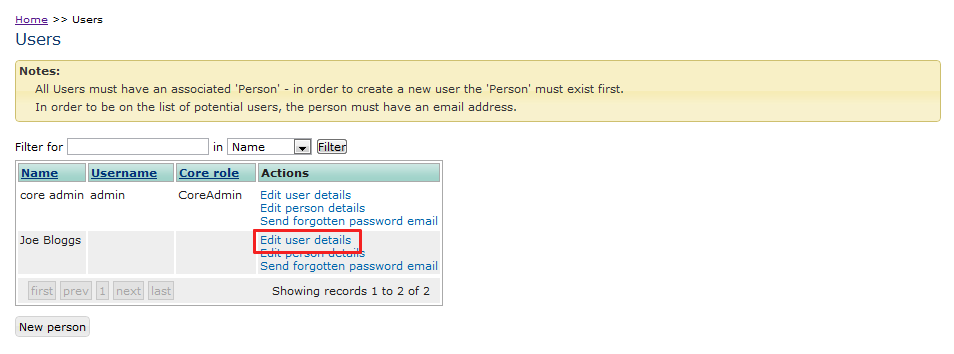 Home >> Users
Users
Notes:
All Users must have an associated 'Person' - in order to create a new user the 'Person' must exist first.
In order to be on the list of potential users, the person must have an email address.
Filter for in Name Filter
Name Username Core role Actions
core admin admin CoreAdmin Edit user details
Edit person details
Send forgotten password email
Joe Bloggs Edit user details
Edit person details
Send forgotten password email
first prev 1 next last Showing records 1 to 2 of 2
New person